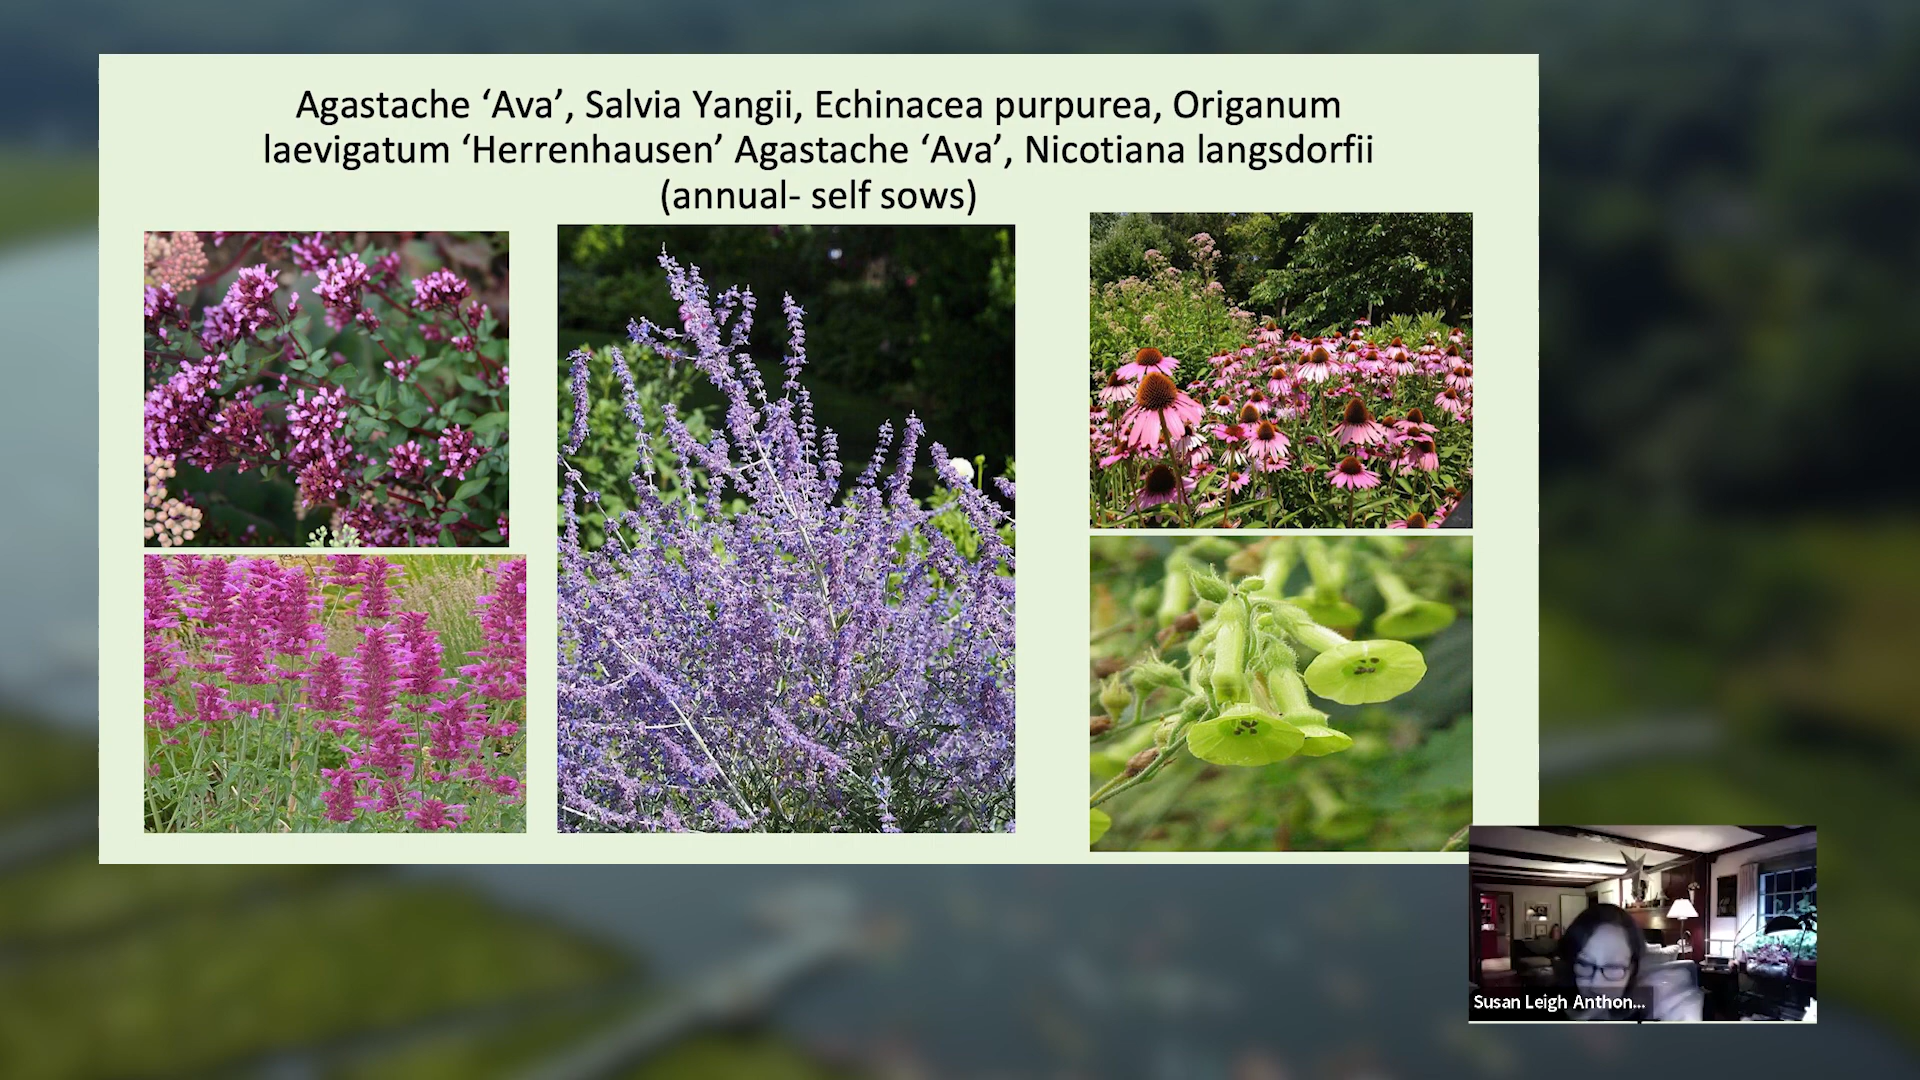 Agastache ‘Ava’, Salvia Yangii, Echinacea purpurea, Origanum
laevigatum ‘Herrenhausen’ Agastache ‘Ava’, Nicotiana langsdorfii
(annual- self sows)
Susan Leigh Anthon...